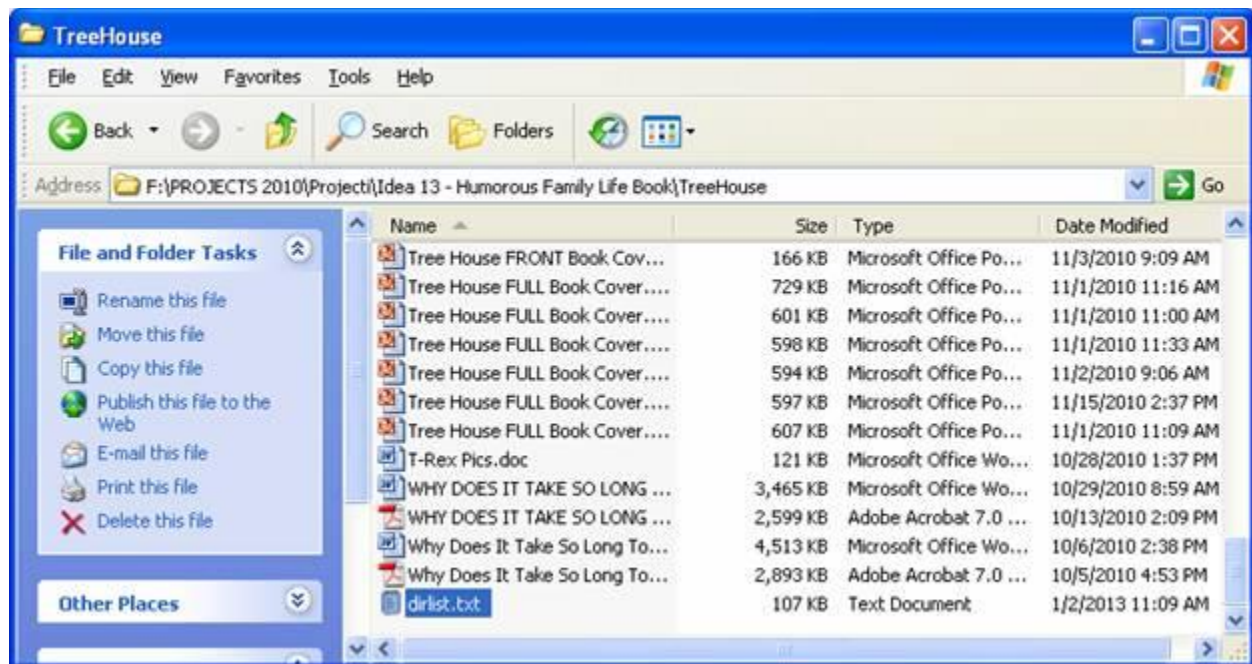 TreeHouse
File Edit View Favorites Tools Help
Back Search Folders
Address F:\PROJECTS 2010\Projecti\Idea 13 - Humorous Family Life Book\TreeHouse Go
File and Folder Tasks
Rename this file
Move this file
Copy this file
Publish this file to the
Web
E-mail this file
Print this file
Delete this file
Other Places
Name Size Type Date Modified
Tree House FRONT Book Cov... 166 KB Microsoft Office Po... 11/3/2010 9:09 AM
Tree House FULL Book Cover.... 729 KB Microsoft Office Po... 11/1/2010 11:16 AM
Tree House FULL Book Cover.... 601 KB Microsoft Office Po... 11/1/2010 11:00 AM
Tree House FULL Book Cover.... 598 KB Microsoft Office Po... 11/1/2010 11:33 AM
Tree House FULL Book Cover.... 594 KB Microsoft Office Po... 11/2/2010 9:06 AM
Tree House FULL Book Cover.... 597 KB Microsoft Office Po... 11/15/2010 2:37 PM
Tree House FULL Book Cover.... 607 KB Microsoft Office Po... 11/1/2010 11:09 AM
T-Rex Pics.doc 121 KB Microsoft Office Wo... 10/28/2010 1:37 PM
WHY DOES IT TAKE SO LONG ... 3,465 KB Microsoft Office Wo... 10/29/2010 8:59 AM
WHY DOES IT TAKE SO LONG ... 2,599 KB Adobe Acrobat 7.0 ... 10/13/2010 2:09 PM
Why Does It Take So Long To... 4,513 KB Microsoft Office Wo... 10/6/2010 2:38 PM
Why Does It Take So Long To... 2,893 KB Adobe Acrobat 7.0 ... 10/5/2010 4:53 PM
dirlist.txt 107 KB Text Document 1/2/2013 11:09 AM